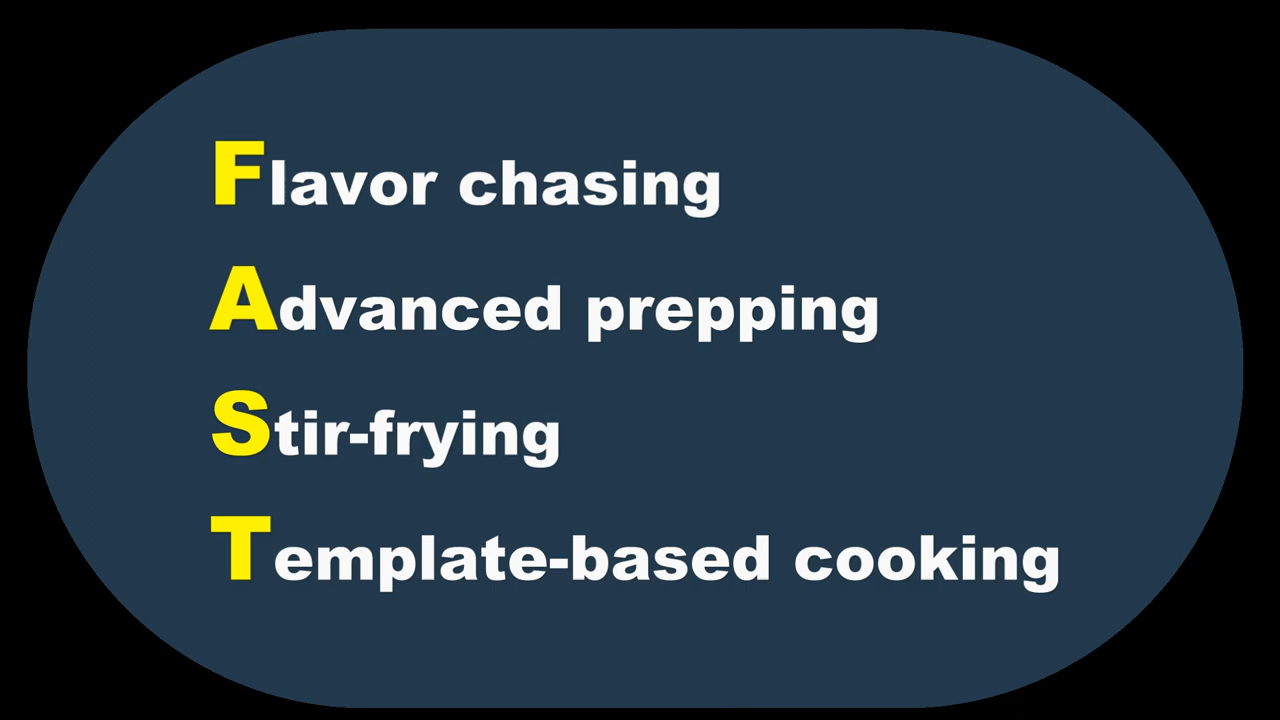 Flavor chasing
Advanced prepping
Stir-frying
Template-based cooking